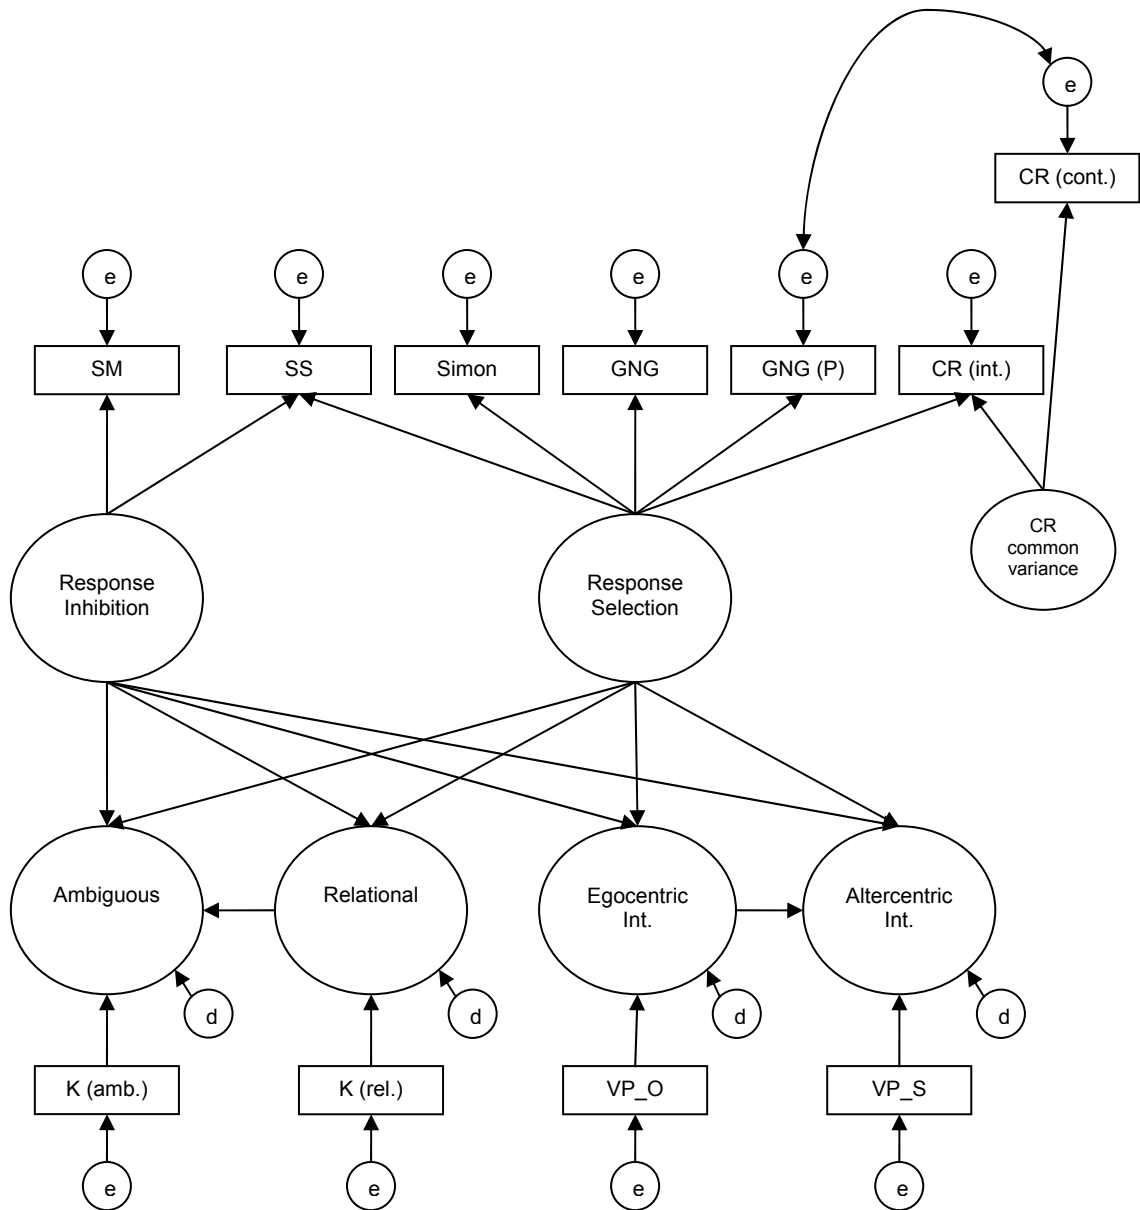 e
CR (cont.)
e
e
e
e
e
e
SM
SS
Simon
GNG
GNG (P)
CR (int.)
Response
Inhibition
Response
Selection
CR
common
variance
Ambiguous
Relational
Egocentric
Int.
Altercentric
Int.
d
d
d
d
K (amb.)
K (rel.)
VP_O
VP_S
e
e
e
e